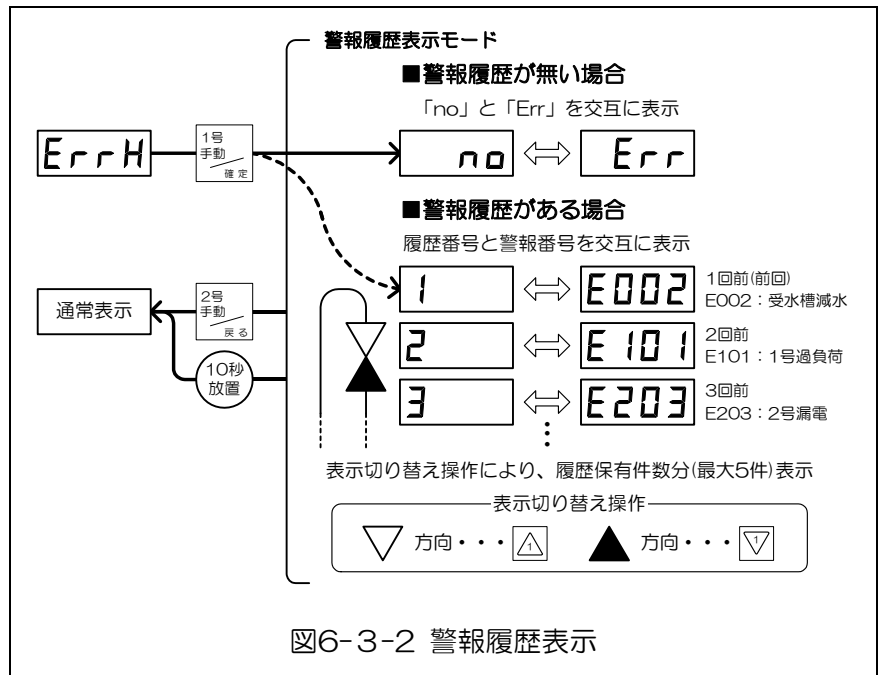 警報履歴表示モード
■警報履歴が無い場合
「no」と「Err」を交互に表示
ErrH
1号
手動
確定
no
Err
■警報履歴がある場合
履歴番号と警報番号を交互に表示
1
E002
1回前(前回)
E002：受水槽減水
通常表示
2号
手動
戻る
10秒
放置
2
E101
2回前
E101：1号過負荷
3
E203
3回前
E203：2号漏電
表示切り替え操作により、履歴保有件数分(最大5件)表示
表示切り替え操作
▽ 方向・・・ △1
▲ 方向・・・ ▽1
図6-3-2 警報履歴表示